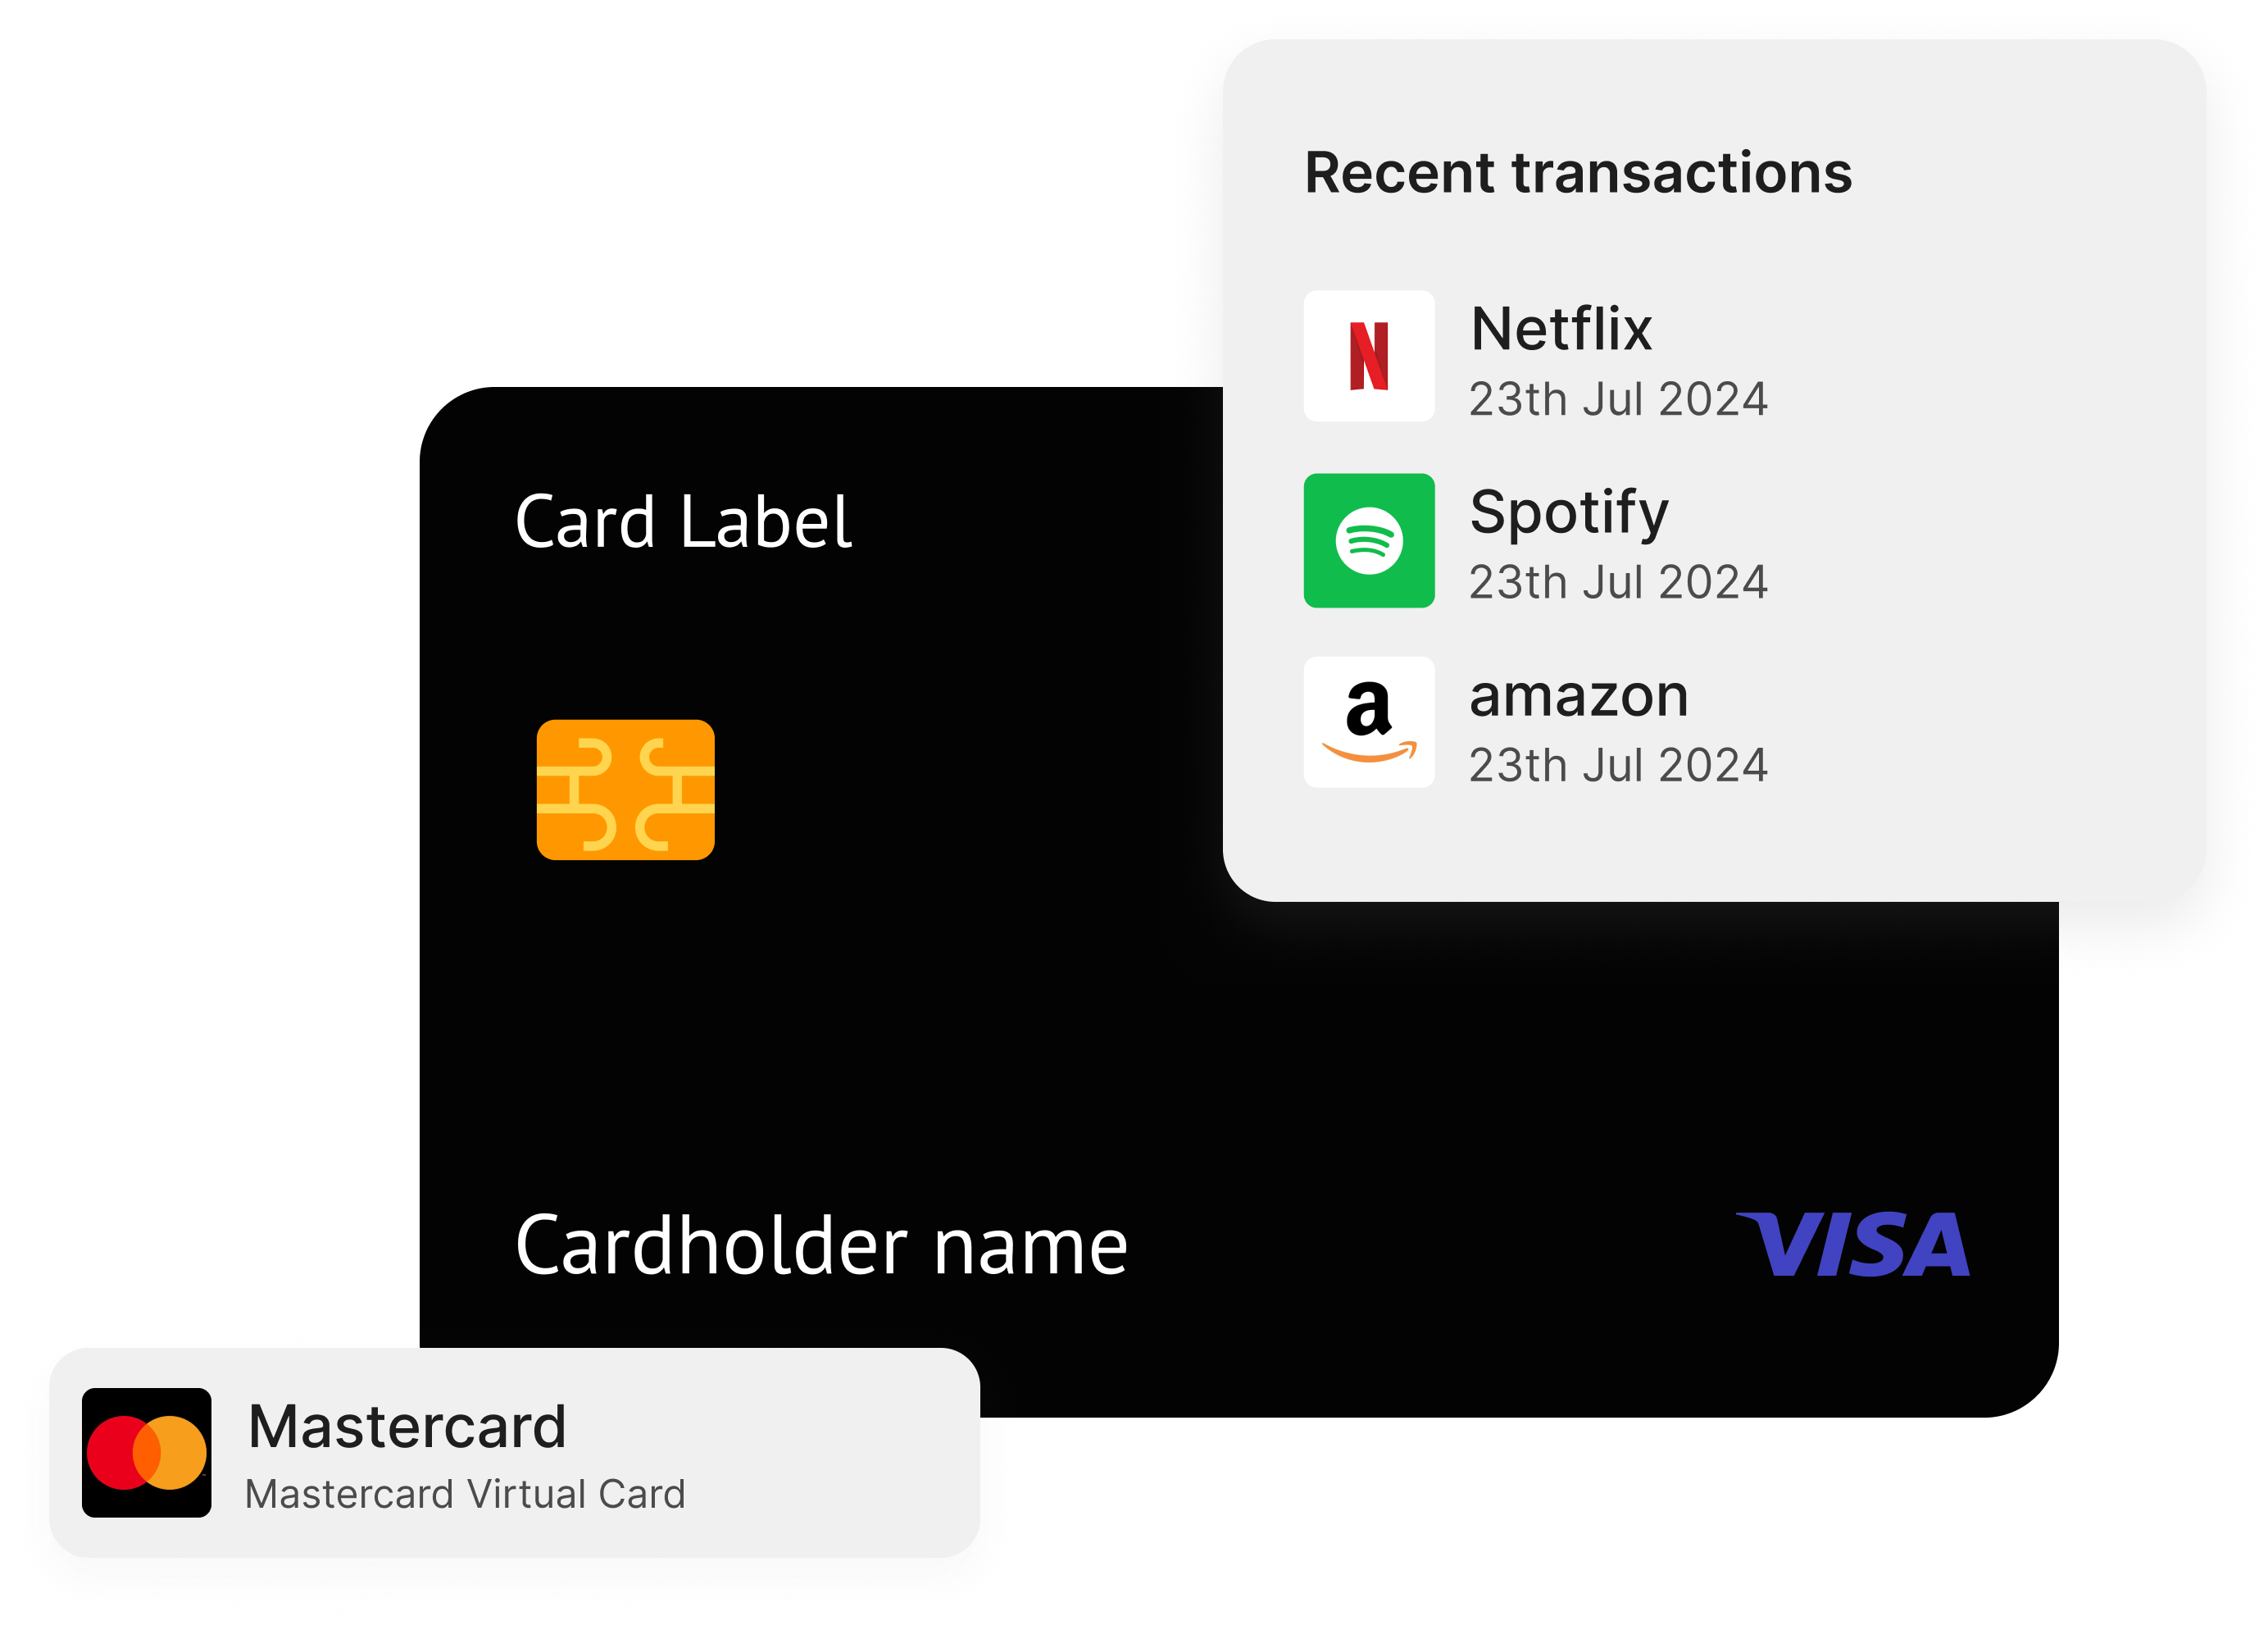 Recent transactions
Netflix
23th Jul 2024
Spotify
23th Jul 2024
amazon
23th Jul 2024
Card Label
Cardholder name
VISA
Mastercard
Mastercard Virtual Card